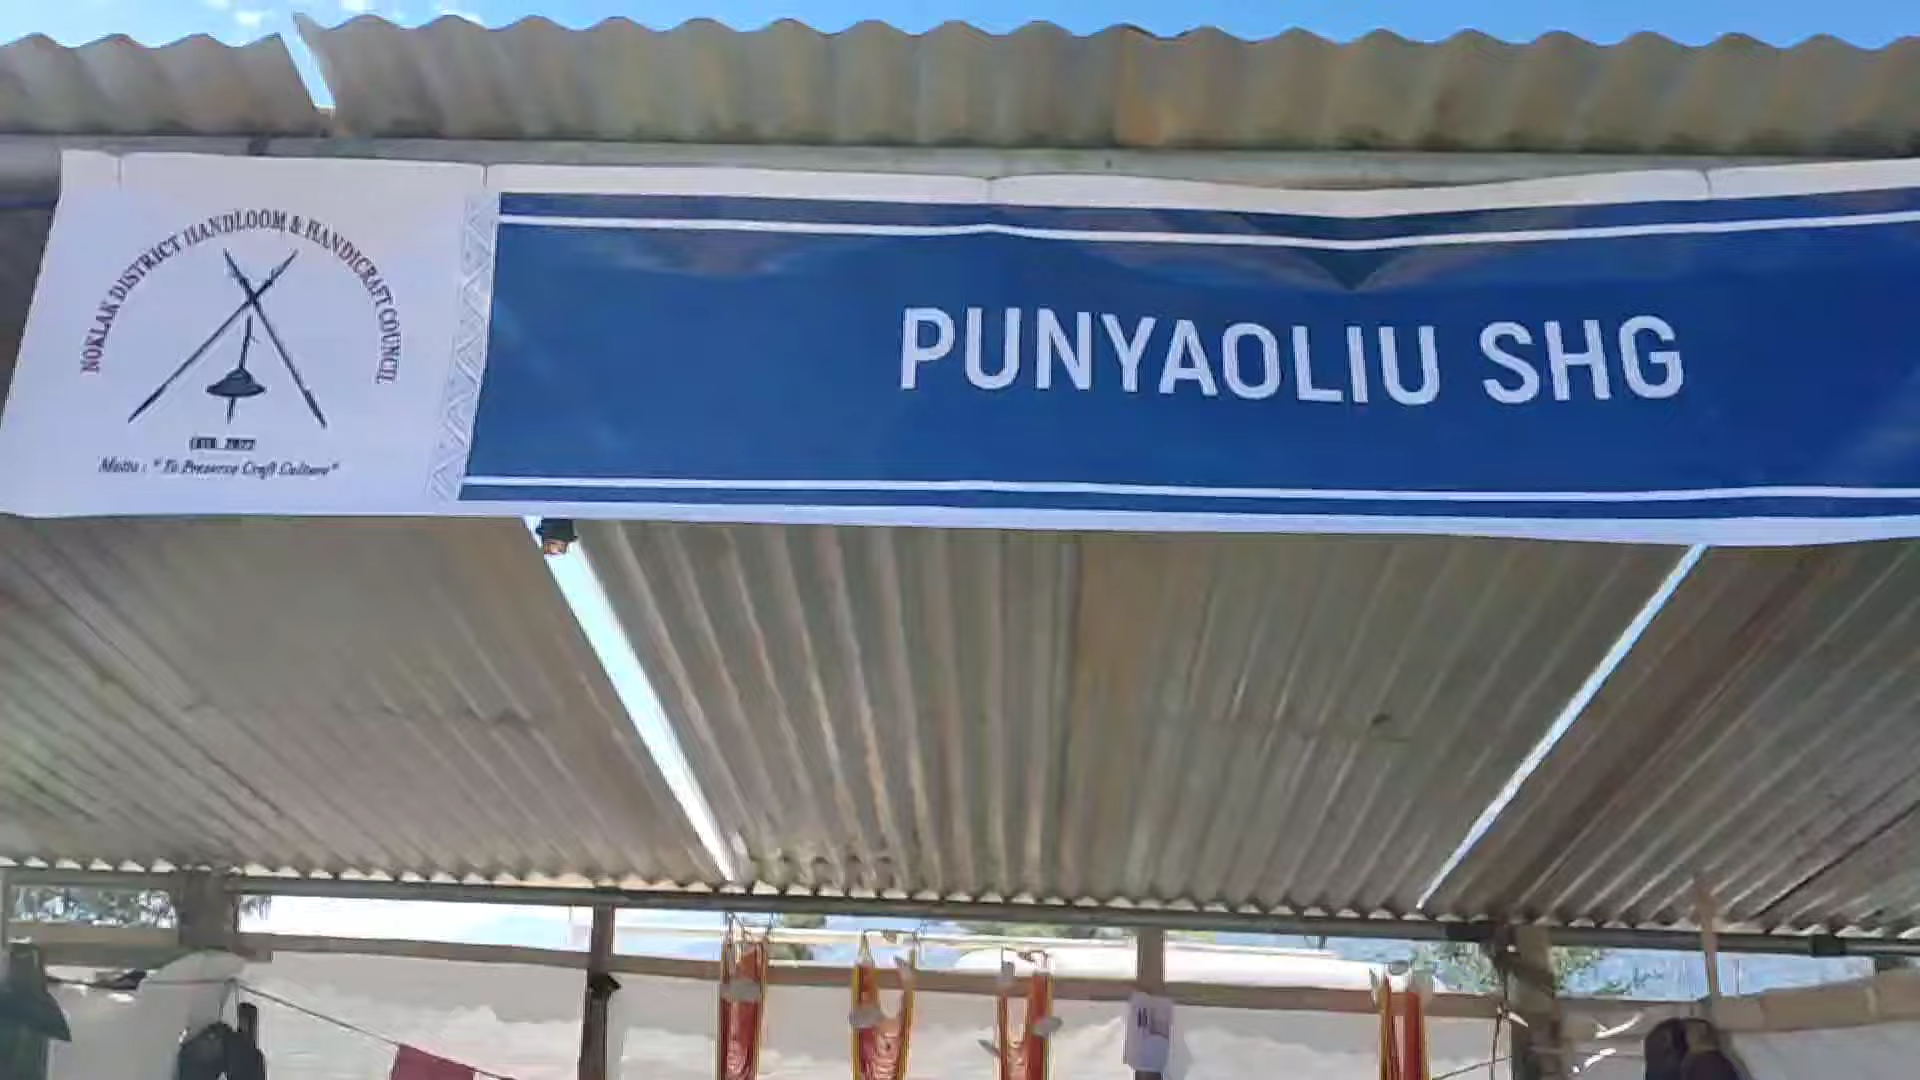 NOKLAK DISTRICT HANDLOOM & HANDICRAFT COUNCIL
ESTD. 2022
Motto : " To Preserve Craft Culture "
PUNYAOLIU SHG